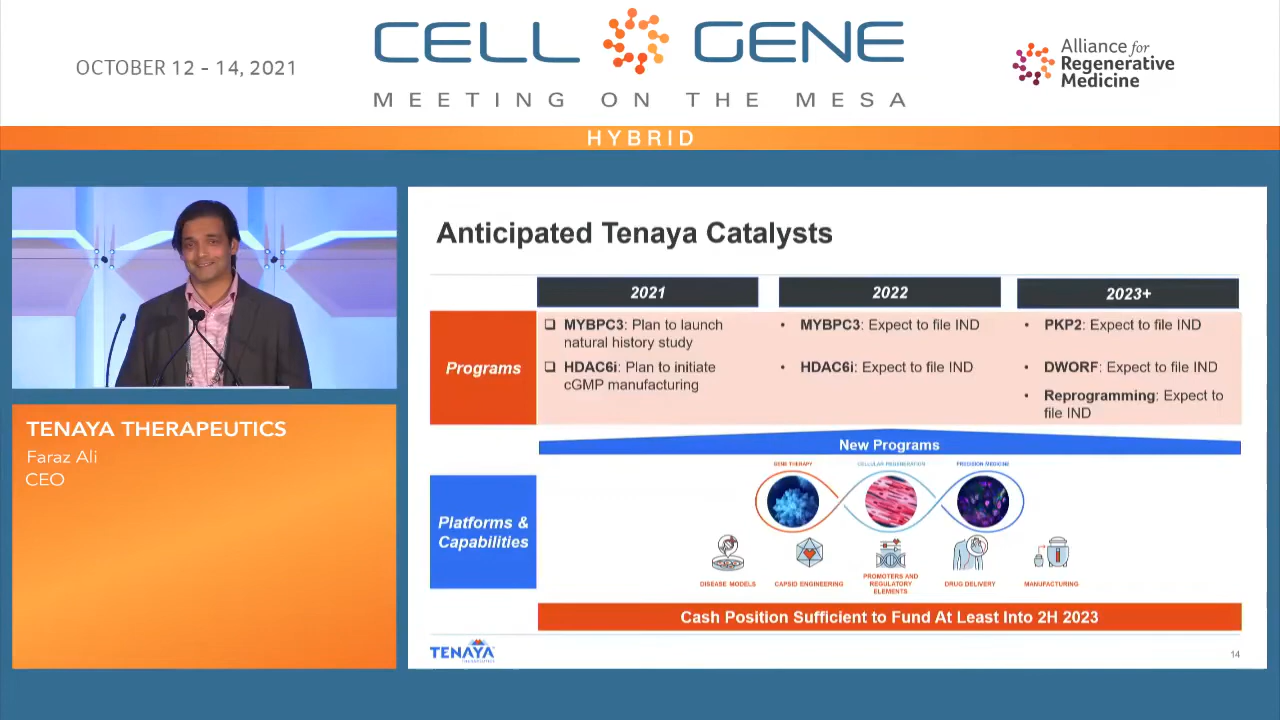 OCTOBER 12 - 14, 2021
CELL GENE
MEETING ON THE MESA
Alliance for
Regenerative
Medicine
HYBRID
TENAYA THERAPEUTICS
Faraz Ali
CEO
Anticipated Tenaya Catalysts
2021
2022
2023+
Programs
❑ MYBPC3: Plan to launch
natural history study
❑ HDAC6i: Plan to initiate
cGMP manufacturing
• MYBPC3: Expect to file IND
• HDAC6i: Expect to file IND
• PKP2: Expect to file IND
• DWORF: Expect to file IND
• Reprogramming: Expect to
file IND
New Programs
Platforms &
Capabilities
GENE THERAPY
CELLULAR REGENERATION
PRECISION MEDICINE
DISEASE MODELS
CAPSID ENGINEERING
PROMOTERS AND
REGULATORY
ELEMENTS
DRUG DELIVERY
MANUFACTURING
Cash Position Sufficient to Fund At Least Into 2H 2023
TENAYA
THERAPEUTICS
14